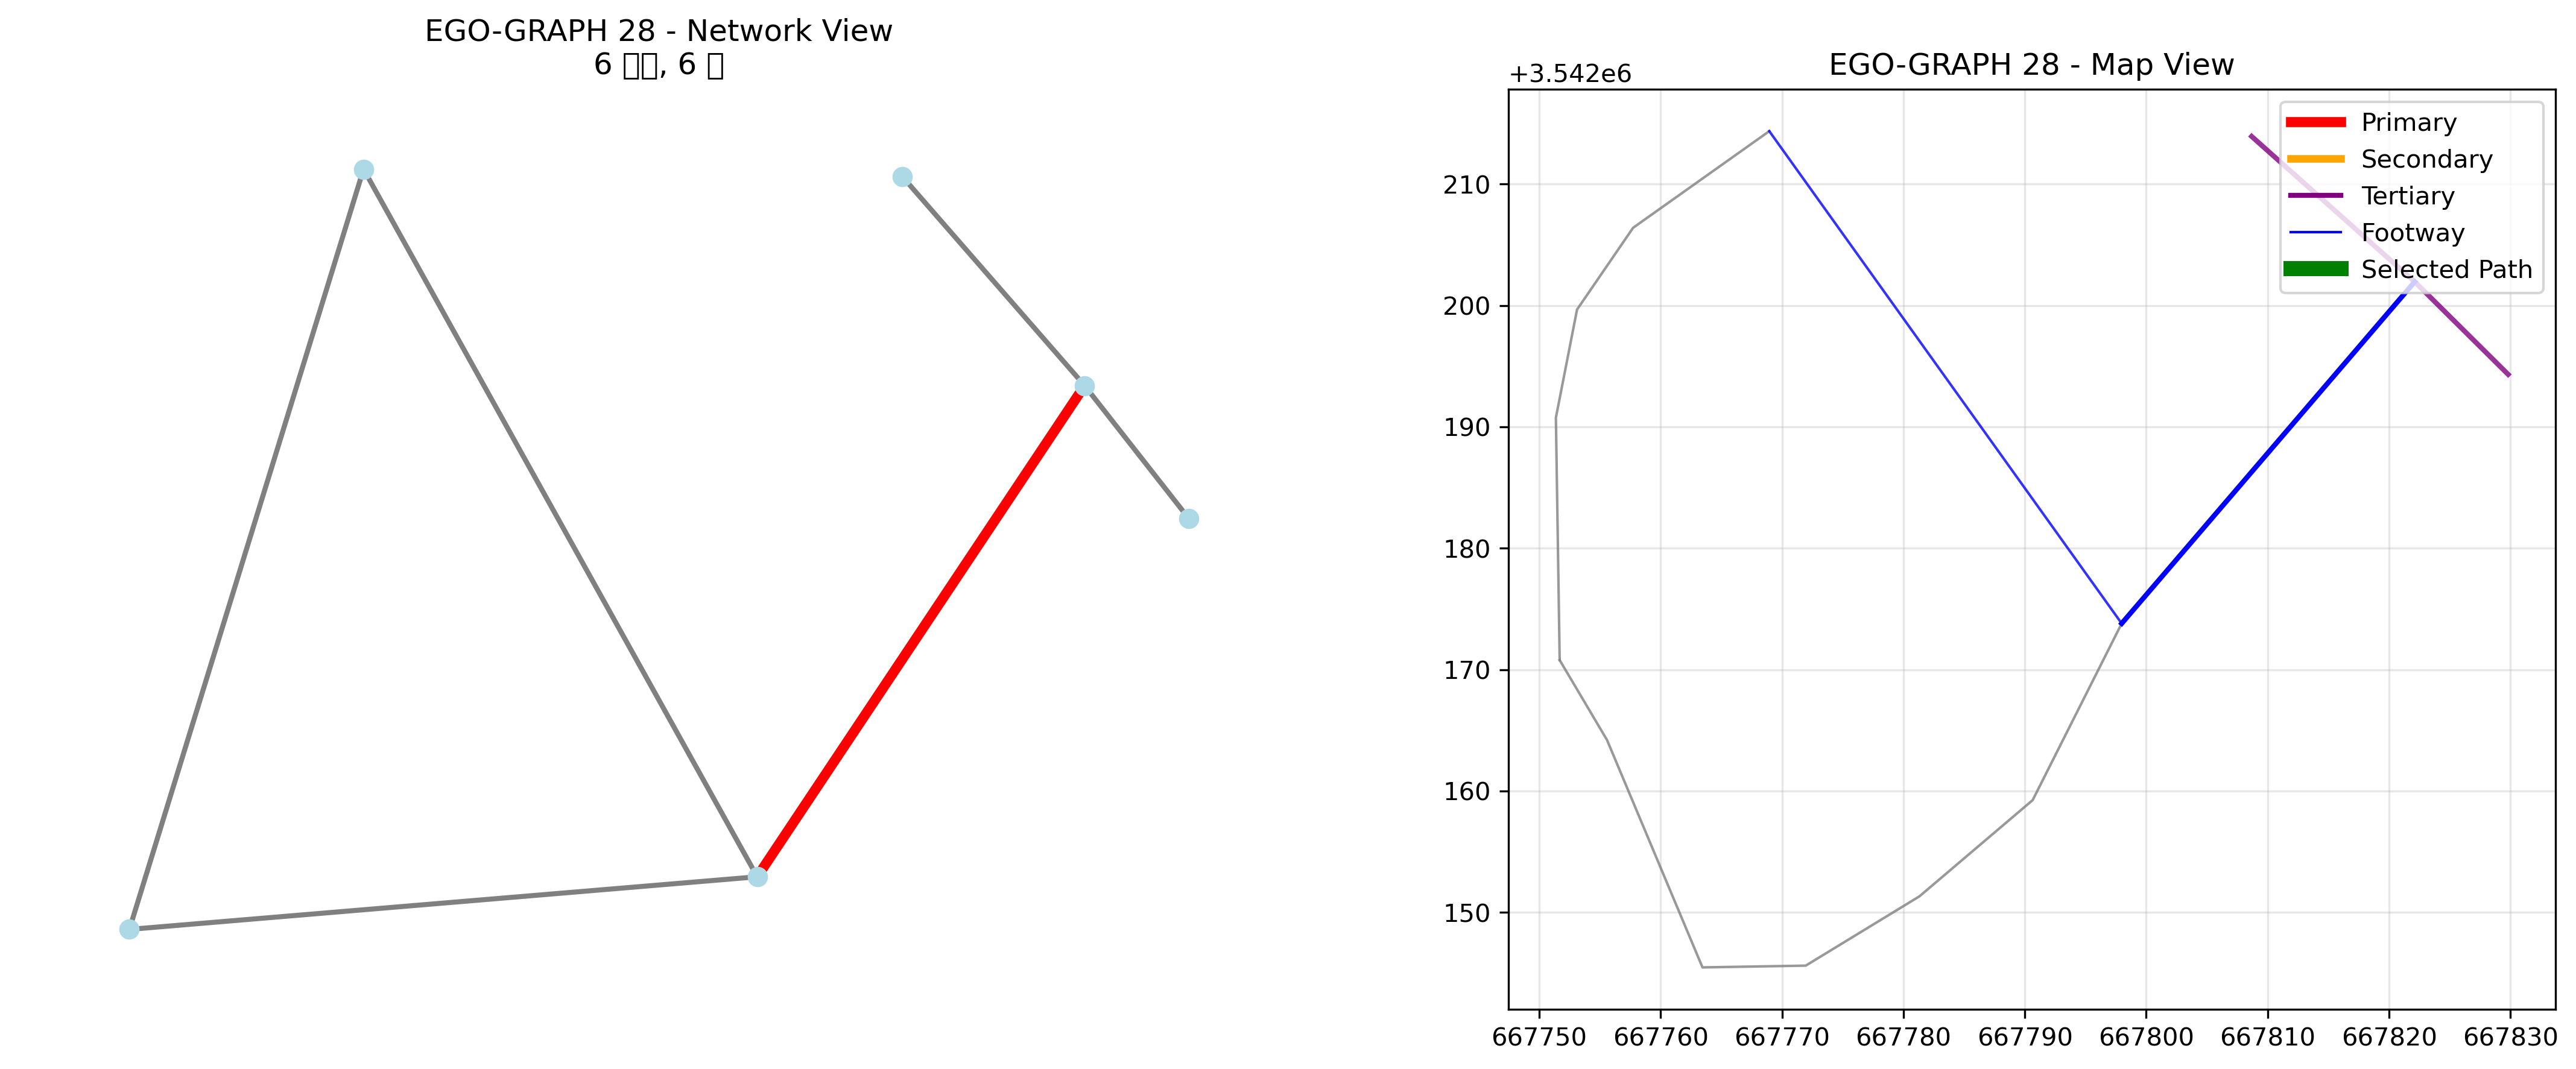 EGO-GRAPH 28 - Network View
6 , 6
EGO-GRAPH 28 - Map View
+3.542e6
Primary
Secondary
Tertiary
Footway
Selected Path
210
200
190
180
170
160
150
667750 667760 667770 667780 667790 667800 667810 667820 667830